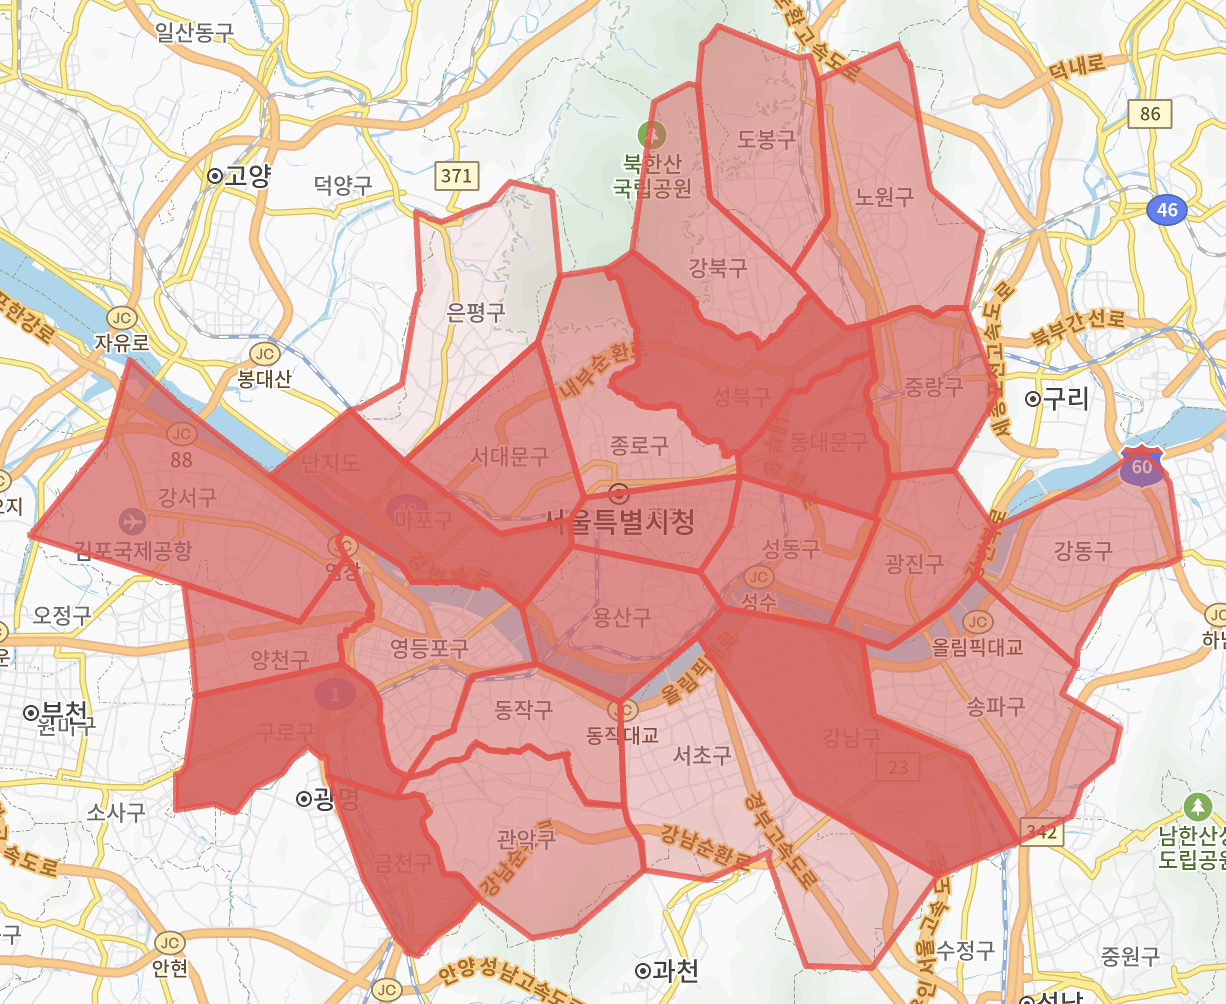 일산동구
덕내로
86
도봉구
북한산
국립공원
고양
371
덕양구
노원구
46
강북구
JC
자유로
은평구
북부간선로
내부순환로
JC
봉대산
성북구
중랑구
구리
JC
88
난지도
서대문구
종로구
동대문구
60
강서구
마포구
서울특별시청
김포국제공항
JC
염창
성동구
광진구
강동구
JC
성수
오정구
용산구
JC
올림픽대교
JC
영등포구
양천구
1
부천
원미구
동작구
JC
동작대교
송파구
구로구
강남구
서초구
23
광명
소사구
342
관악구
강남순환로
경부고속도로
금천구
남한산성
도립공원
JC
안현
수정구
중원구
과천
안양성남고속도로
JC
성남